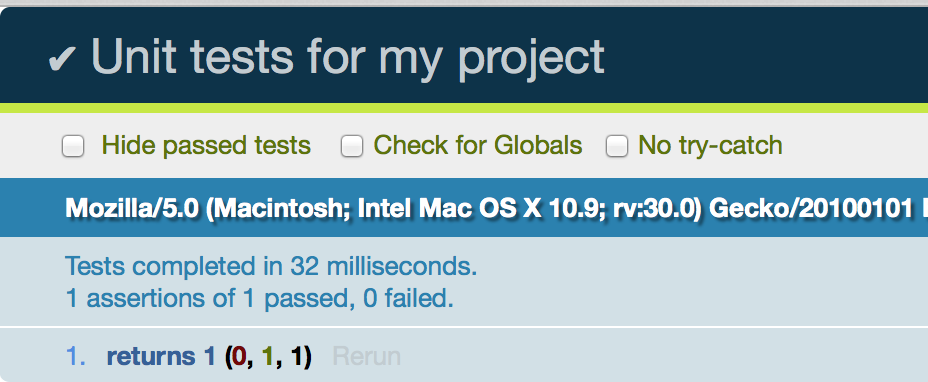 ✔ Unit tests for my project
Hide passed tests Check for Globals No try-catch
Mozilla/5.0 (Macintosh; Intel Mac OS X 10.9; rv:30.0) Gecko/20100101
Tests completed in 32 milliseconds.
1 assertions of 1 passed, 0 failed.
1. returns 1 (0, 1, 1) Rerun